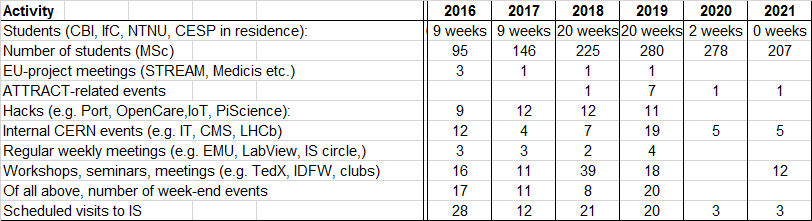 Activity 2016 2017 2018 2019 2020 2021
Students (CBI, IfC, NTNU, CESP in residence): 9 weeks 9 weeks 20 weeks 20 weeks 2 weeks 0 weeks
Number of students (MSc) 95 146 225 280 278 207
EU-project meetings (STREAM, Medicis etc.) 3 1 1 1
ATTRACT-related events 1 7 1 1
Hacks (e.g. Port, OpenCare,IoT, PiScience): 9 12 12 11
Internal CERN events (e.g. IT, CMS, LHCb) 12 4 7 19 5 5
Regular weekly meetings (e.g. EMU, LabView, IS circle,) 3 3 2 4
Workshops, seminars, meetings (e.g. TedX, IDFW, clubs) 16 11 39 18 12
Of all above, number of week-end events 17 11 8 20
Scheduled visits to IS 28 12 21 20 3 3